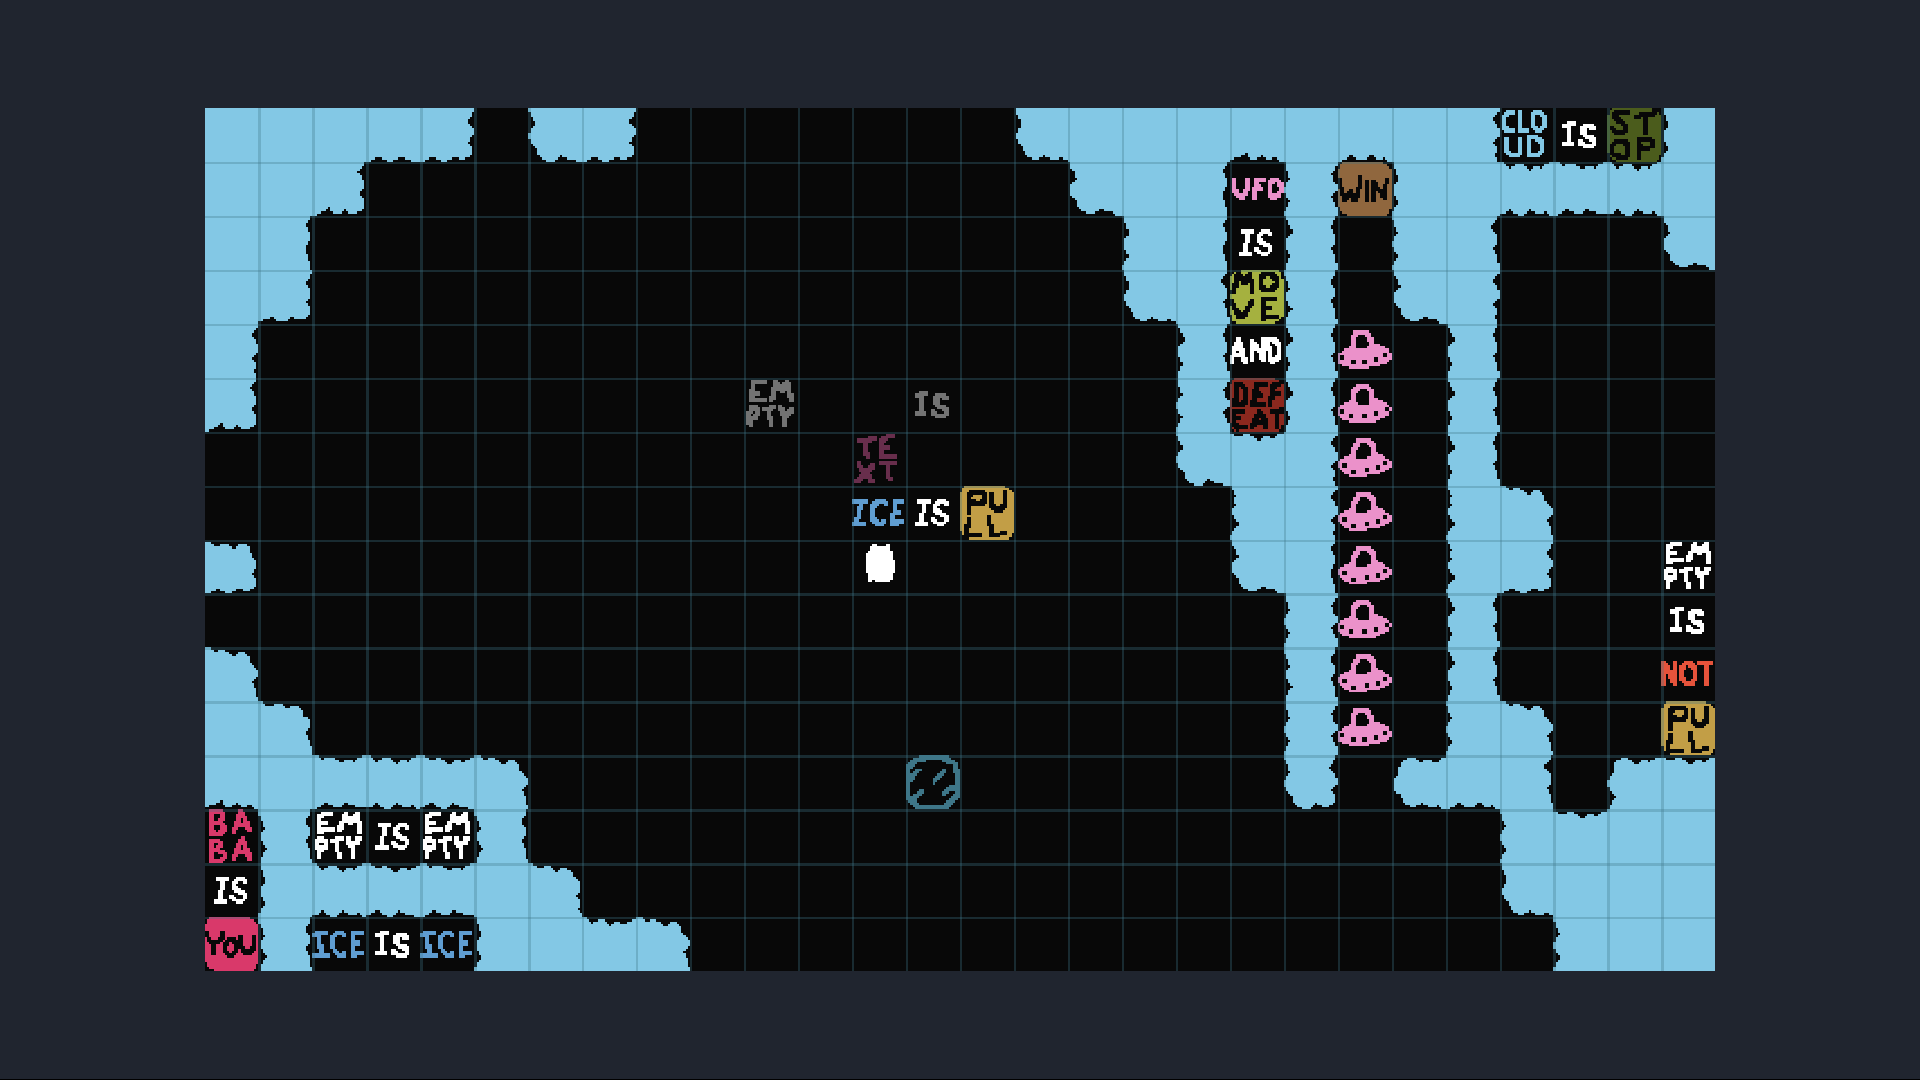 CLOUD IS STOP
UFO
IS
MOVE
AND
DEFEAT
WIN
EMPTY IS
TEXT
ICE IS PULL
EMPTY
IS
NOT
PULL
BABA
IS
YOU
EMPTY IS EMPTY
ICE IS ICE